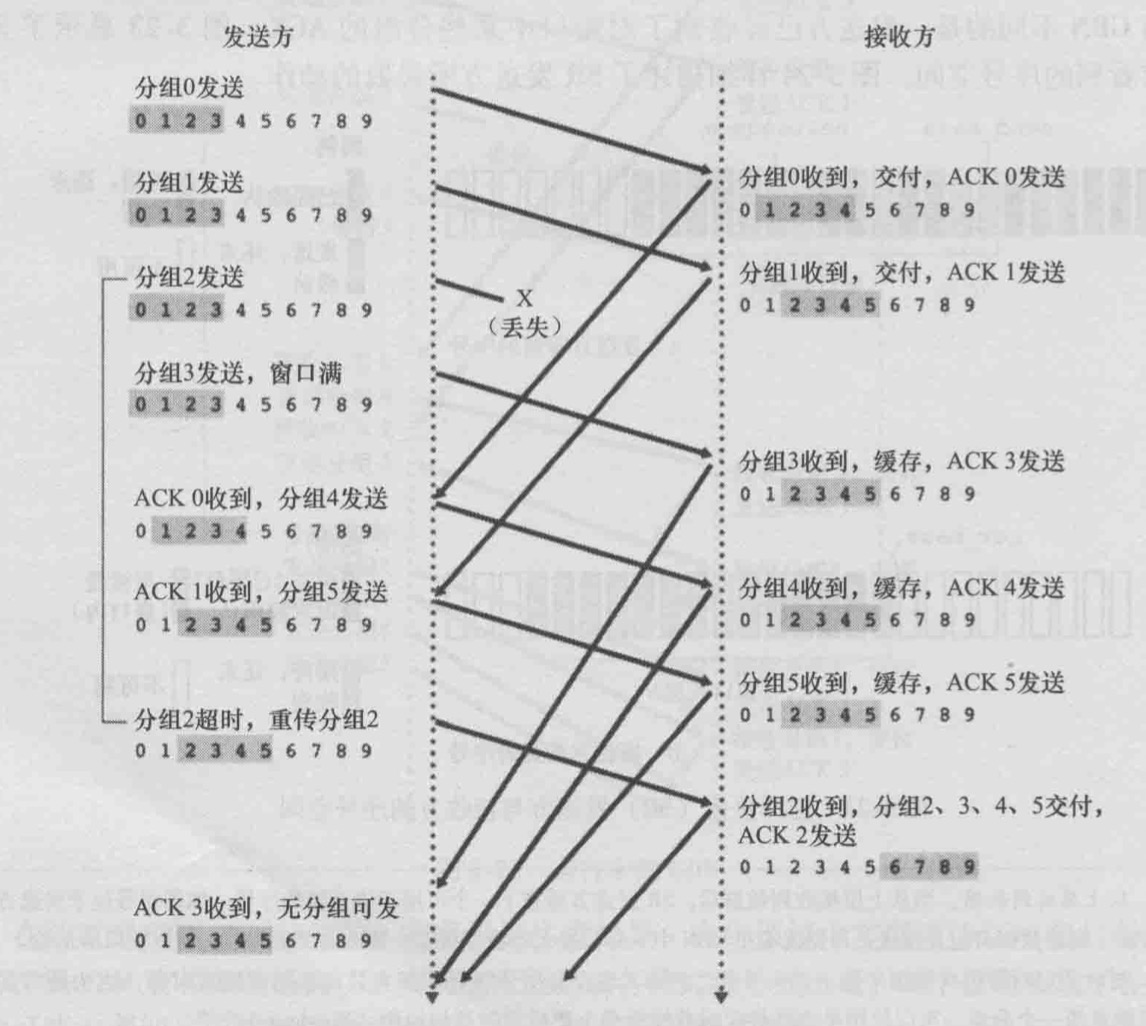 发送方
接收方
分组0发送
0 1 2 3 4 5 6 7 8 9
分组0收到，交付，ACK 0发送
0 1 2 3 4 5 6 7 8 9
分组1发送
0 1 2 3 4 5 6 7 8 9
分组1收到，交付，ACK 1发送
0 1 2 3 4 5 6 7 8 9
分组2发送
0 1 2 3 4 5 6 7 8 9
X
（丢失）
分组3发送，窗口满
0 1 2 3 4 5 6 7 8 9
分组3收到，缓存，ACK 3发送
0 1 2 3 4 5 6 7 8 9
ACK 0收到，分组4发送
0 1 2 3 4 5 6 7 8 9
分组4收到，缓存，ACK 4发送
0 1 2 3 4 5 6 7 8 9
ACK 1收到，分组5发送
0 1 2 3 4 5 6 7 8 9
分组5收到，缓存，ACK 5发送
0 1 2 3 4 5 6 7 8 9
分组2超时，重传分组2
0 1 2 3 4 5 6 7 8 9
分组2收到，分组2、3、4、5交付，
ACK 2发送
0 1 2 3 4 5 6 7 8 9
ACK 3收到，无分组可发
0 1 2 3 4 5 6 7 8 9